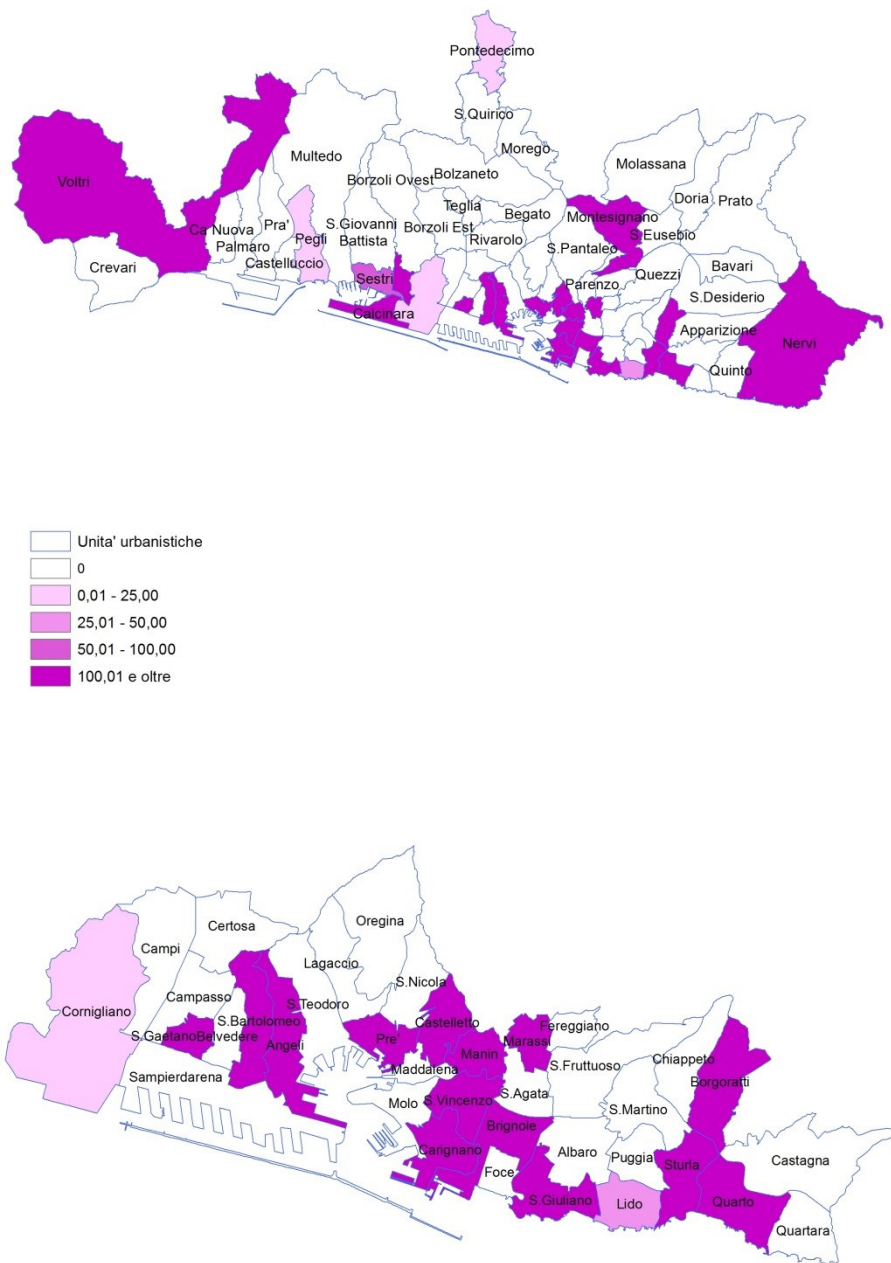 Pontedecimo
S.Quirico
Morego
Multedo
Molassana
Voltri
Borzoli Ovest
Bolzaneto
Doria
Prato
Teglia
Begato
Montesignano
Ca Nuova
Pra'
S.Giovanni
Battista
Borzoli Est
Rivarolo
S.Eusebio
Palmaro
Pegli
S.Pantaleo
Crevari
Castelluccio
Sestri
Parenzo
Quezzi
Bavari
S.Desiderio
Calcinara
Apparizione
Nervi
Quinto
Unita' urbanistiche
0
0,01 - 25,00
25,01 - 50,00
50,01 - 100,00
100,01 e oltre
Oregina
Certosa
Campi
Lagaccio
S.Nicola
Cornigliano
Campasso
S.Teodoro
S.Gaetano
Belvedere
S.Bartolomeo
Angeli
Pre'
Castelletto
Manin
Marassi
Fereggiano
S.Fruttuoso
Chiappeto
Borgoratti
Sampierdarena
Maddalena
Molo
S.Vincenzo
S.Agata
S.Martino
Brignole
Carignano
Foce
Albaro
Puggia
Sturla
Castagna
S.Giuliano
Lido
Quarto
Quartara